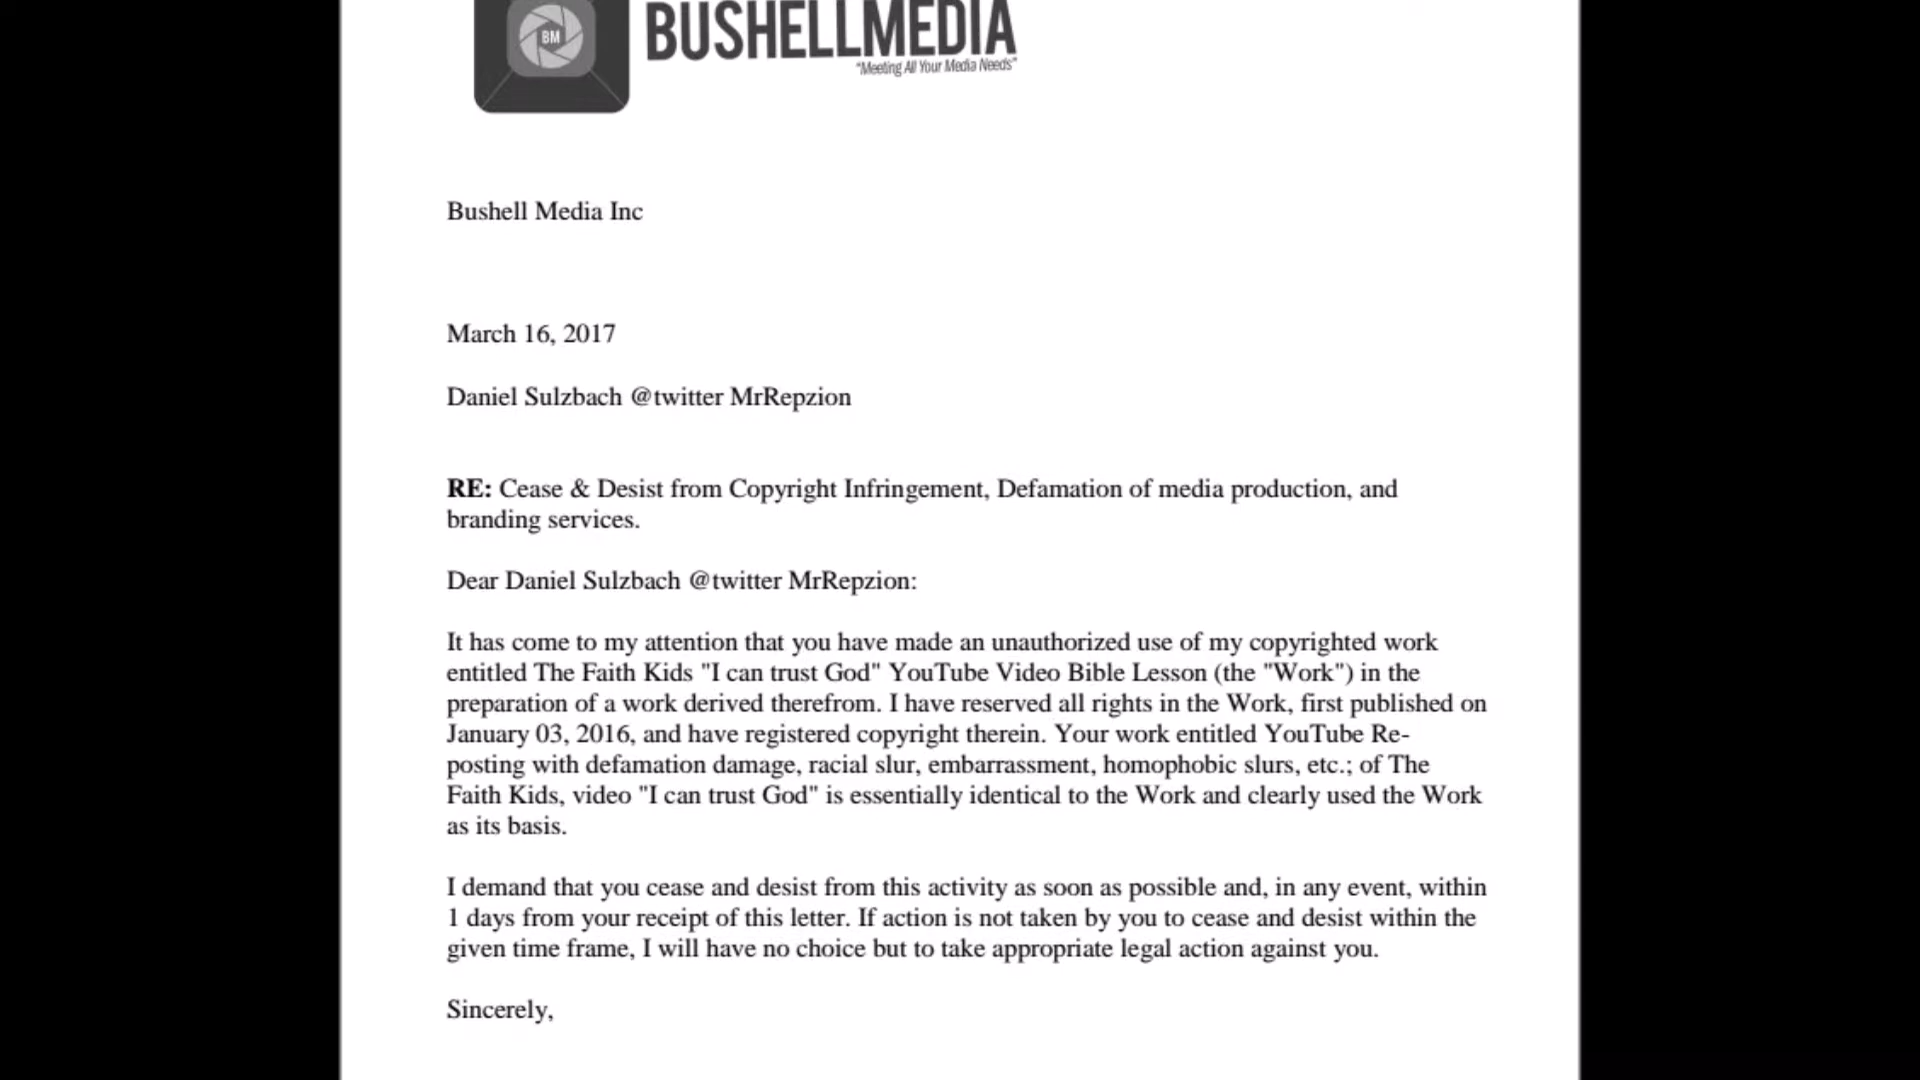 BM
BUSHELLMEDIA
"Meeting All Your Media Needs"
Bushell Media Inc
March 16, 2017
Daniel Sulzbach @twitter MrRepzion
RE: Cease & Desist from Copyright Infringement, Defamation of media production, and
branding services.
Dear Daniel Sulzbach @twitter MrRepzion:
It has come to my attention that you have made an unauthorized use of my copyrighted work
entitled The Faith Kids "I can trust God" YouTube Video Bible Lesson (the "Work") in the
preparation of a work derived therefrom. I have reserved all rights in the Work, first published on
January 03, 2016, and have registered copyright therein. Your work entitled YouTube Re-
posting with defamation damage, racial slur, embarrassment, homophobic slurs, etc.; of The
Faith Kids, video "I can trust God" is essentially identical to the Work and clearly used the Work
as its basis.
I demand that you cease and desist from this activity as soon as possible and, in any event, within
1 days from your receipt of this letter. If action is not taken by you to cease and desist within the
given time frame, I will have no choice but to take appropriate legal action against you.
Sincerely,